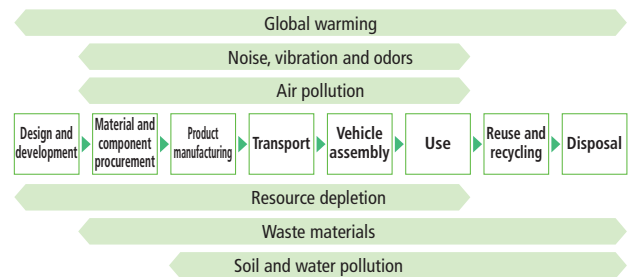 Global warming
Noise, vibration and odors
Air pollution
Design and
development
Material and
component
procurement
Product
manufacturing
Transport
Vehicle
assembly
Use
Reuse and
recycling
Disposal
Resource depletion
Waste materials
Soil and water pollution